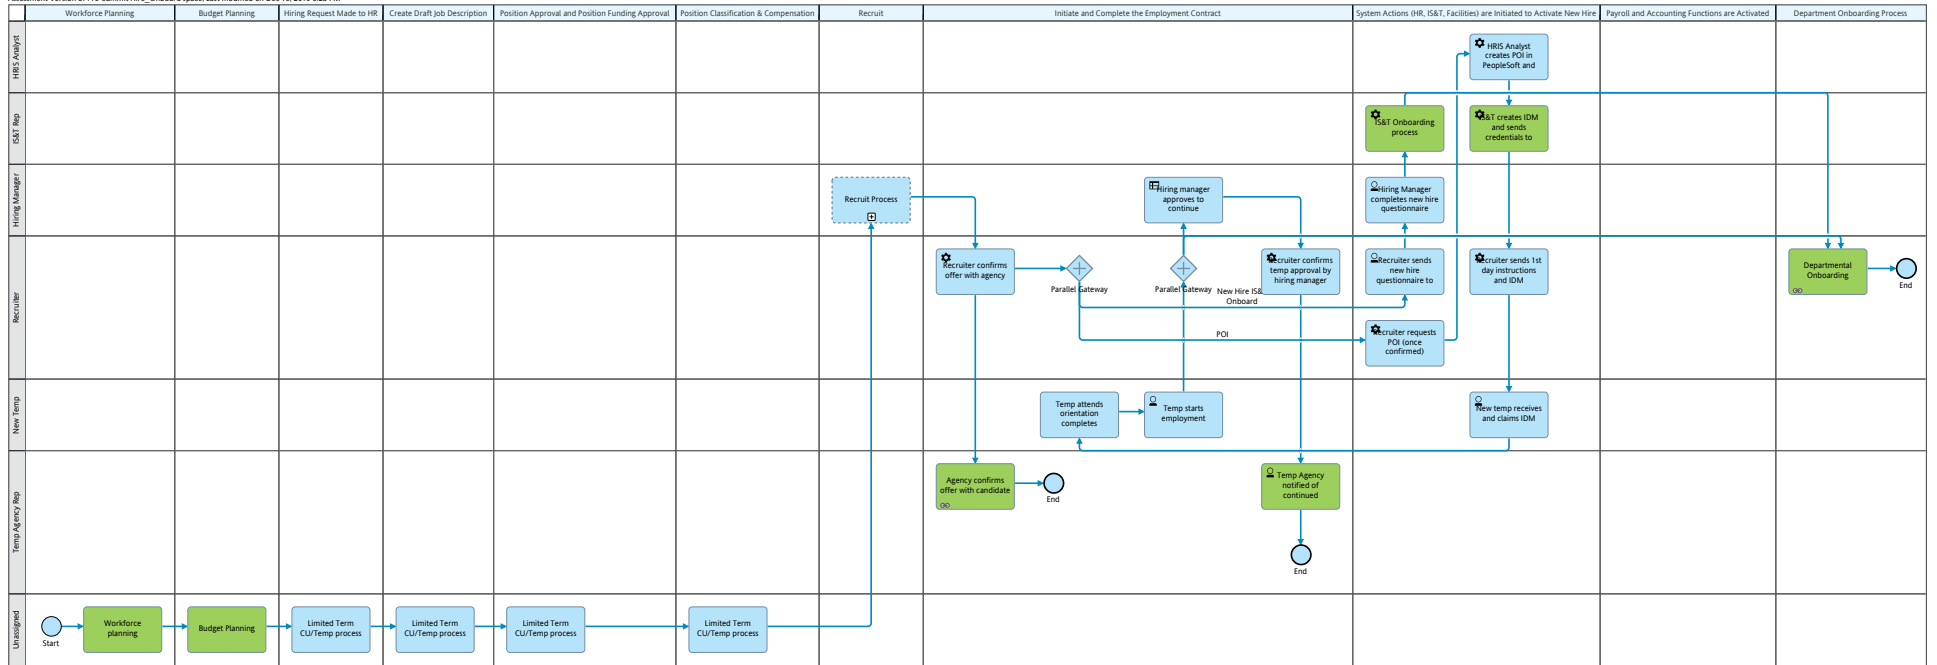 Workforce Planning
Budget Planning
Hiring Request Made to HR
Create Draft Job Description
Position Approval and Position Funding Approval
Position Classification & Compensation
Recruit
Initiate and Complete the Employment Contract
System Actions (HR, IS&T, Facilities) are Initiated to Activate New Hire
Payroll and Accounting Functions are Activated
Department Onboarding Process
HRIS Analyst
HRIS Analyst
creates POI in
PeopleSoft and
IS&T Rep
IS&T Onboarding
process
IS&T creates IDM
and sends
credentials to
Hiring Manager
Recruit Process
Hiring manager
approves to
continue
Hiring Manager
completes new hire
questionnaire
Recruiter
Recruiter confirms
offer with agency
Parallel Gateway
Parallel Gateway
New Hire IS&
Onboard
Recruiter confirms
temp approval by
hiring manager
Recruiter sends
new hire
questionnaire to
Recruiter sends 1st
day instructions
and IDM
Departmental
Onboarding
End
POI
Recruiter requests
POI (once
confirmed)
New Temp
Temp attends
orientation
completes
Temp starts
employment
New temp receives
and claims IDM
Temp Agency Rep
Agency confirms
offer with candidate
End
Temp Agency
notified of
continued
End
Unassigned
Start
Workforce
planning
Budget Planning
Limited Term
CU/Temp process
Limited Term
CU/Temp process
Limited Term
CU/Temp process
Limited Term
CU/Temp process